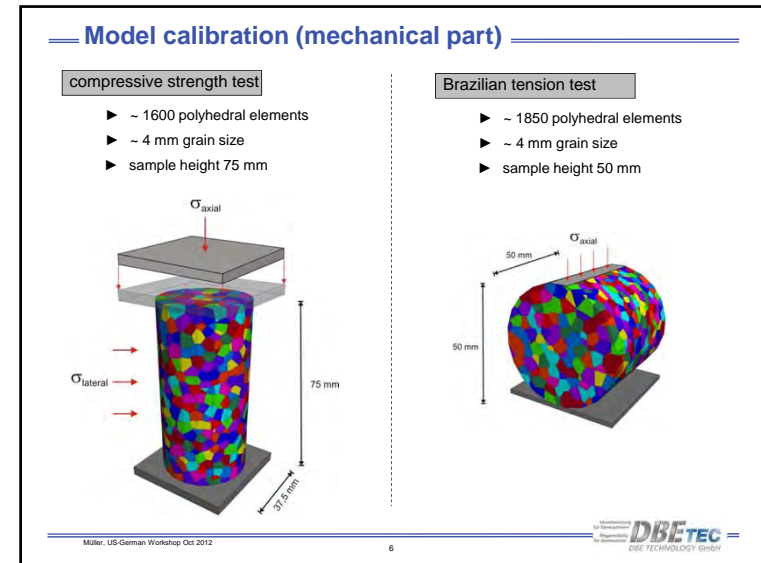 Model calibration (mechanical part)
compressive strength test
► ~ 1600 polyhedral elements
► ~ 4 mm grain size
► sample height 75 mm
σaxial
σlateral
75 mm
37,5 mm
Brazilian tension test
► ~ 1850 polyhedral elements
► ~ 4 mm grain size
► sample height 50 mm
50 mm
σaxial
50 mm
Müller, US-German Workshop Oct 2012
6
DBE TEC
DBE TECHNOLOGY GmbH